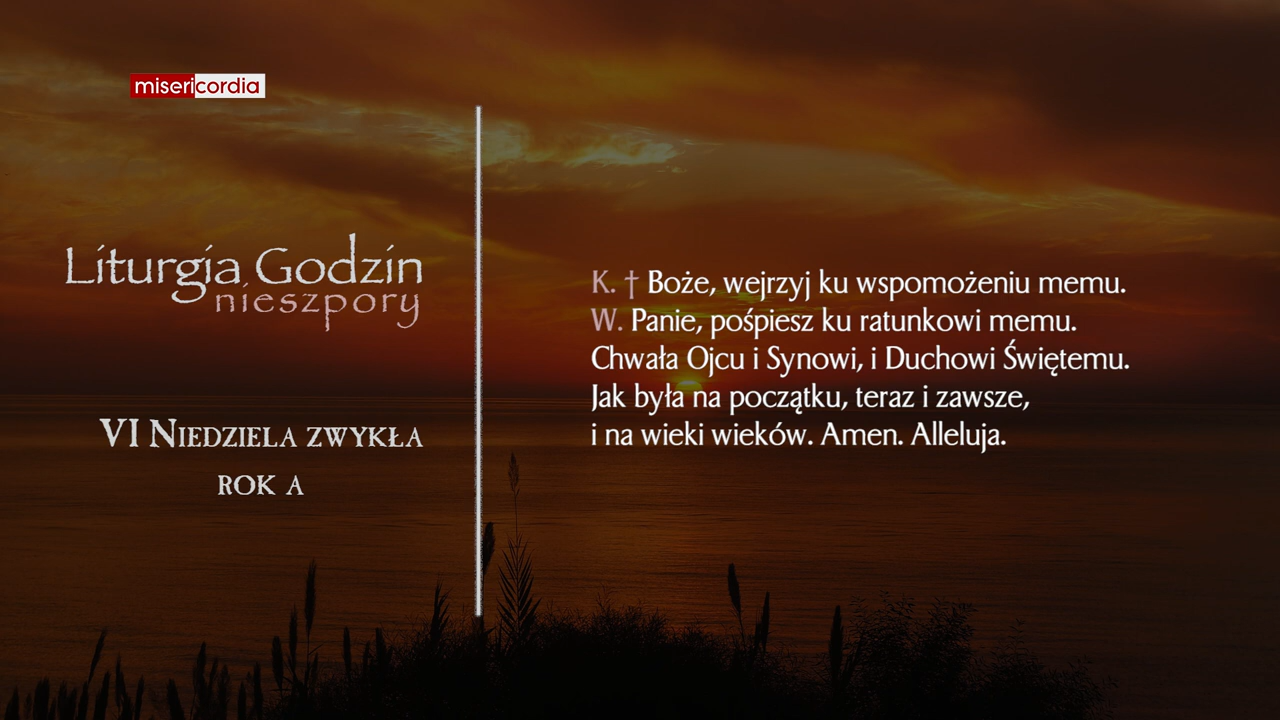 misericordia
Liturgia Godzin
nieszpory
VI Niedziela zwykła
rok A
K. † Boże, wejrzyj ku wspomożeniu memu.
W. Panie, pośpiesz ku ratunkowi memu.
Chwała Ojcu i Synowi, i Duchowi Świętemu.
Jak była na początku, teraz i zawsze,
i na wieki wieków. Amen. Alleluja.